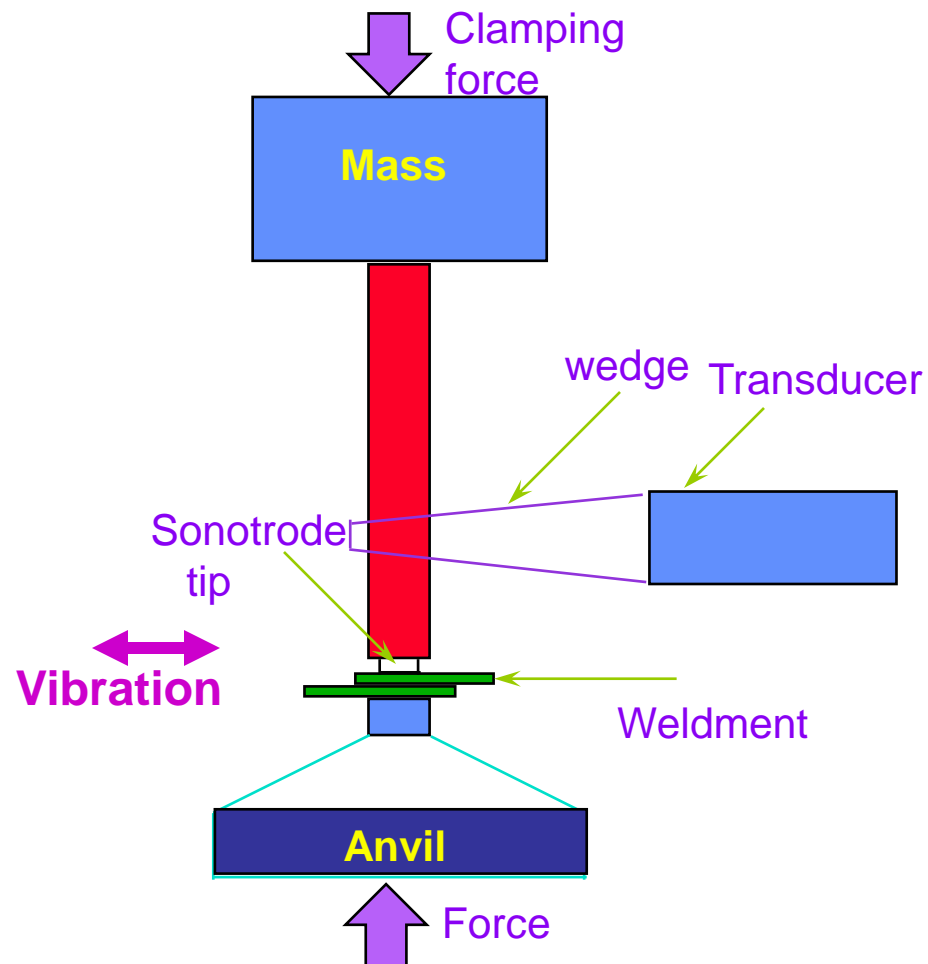 Clamping
force
Mass
wedge
Transducer
Sonotrode
tip
Vibration
Weldment
Anvil
Force